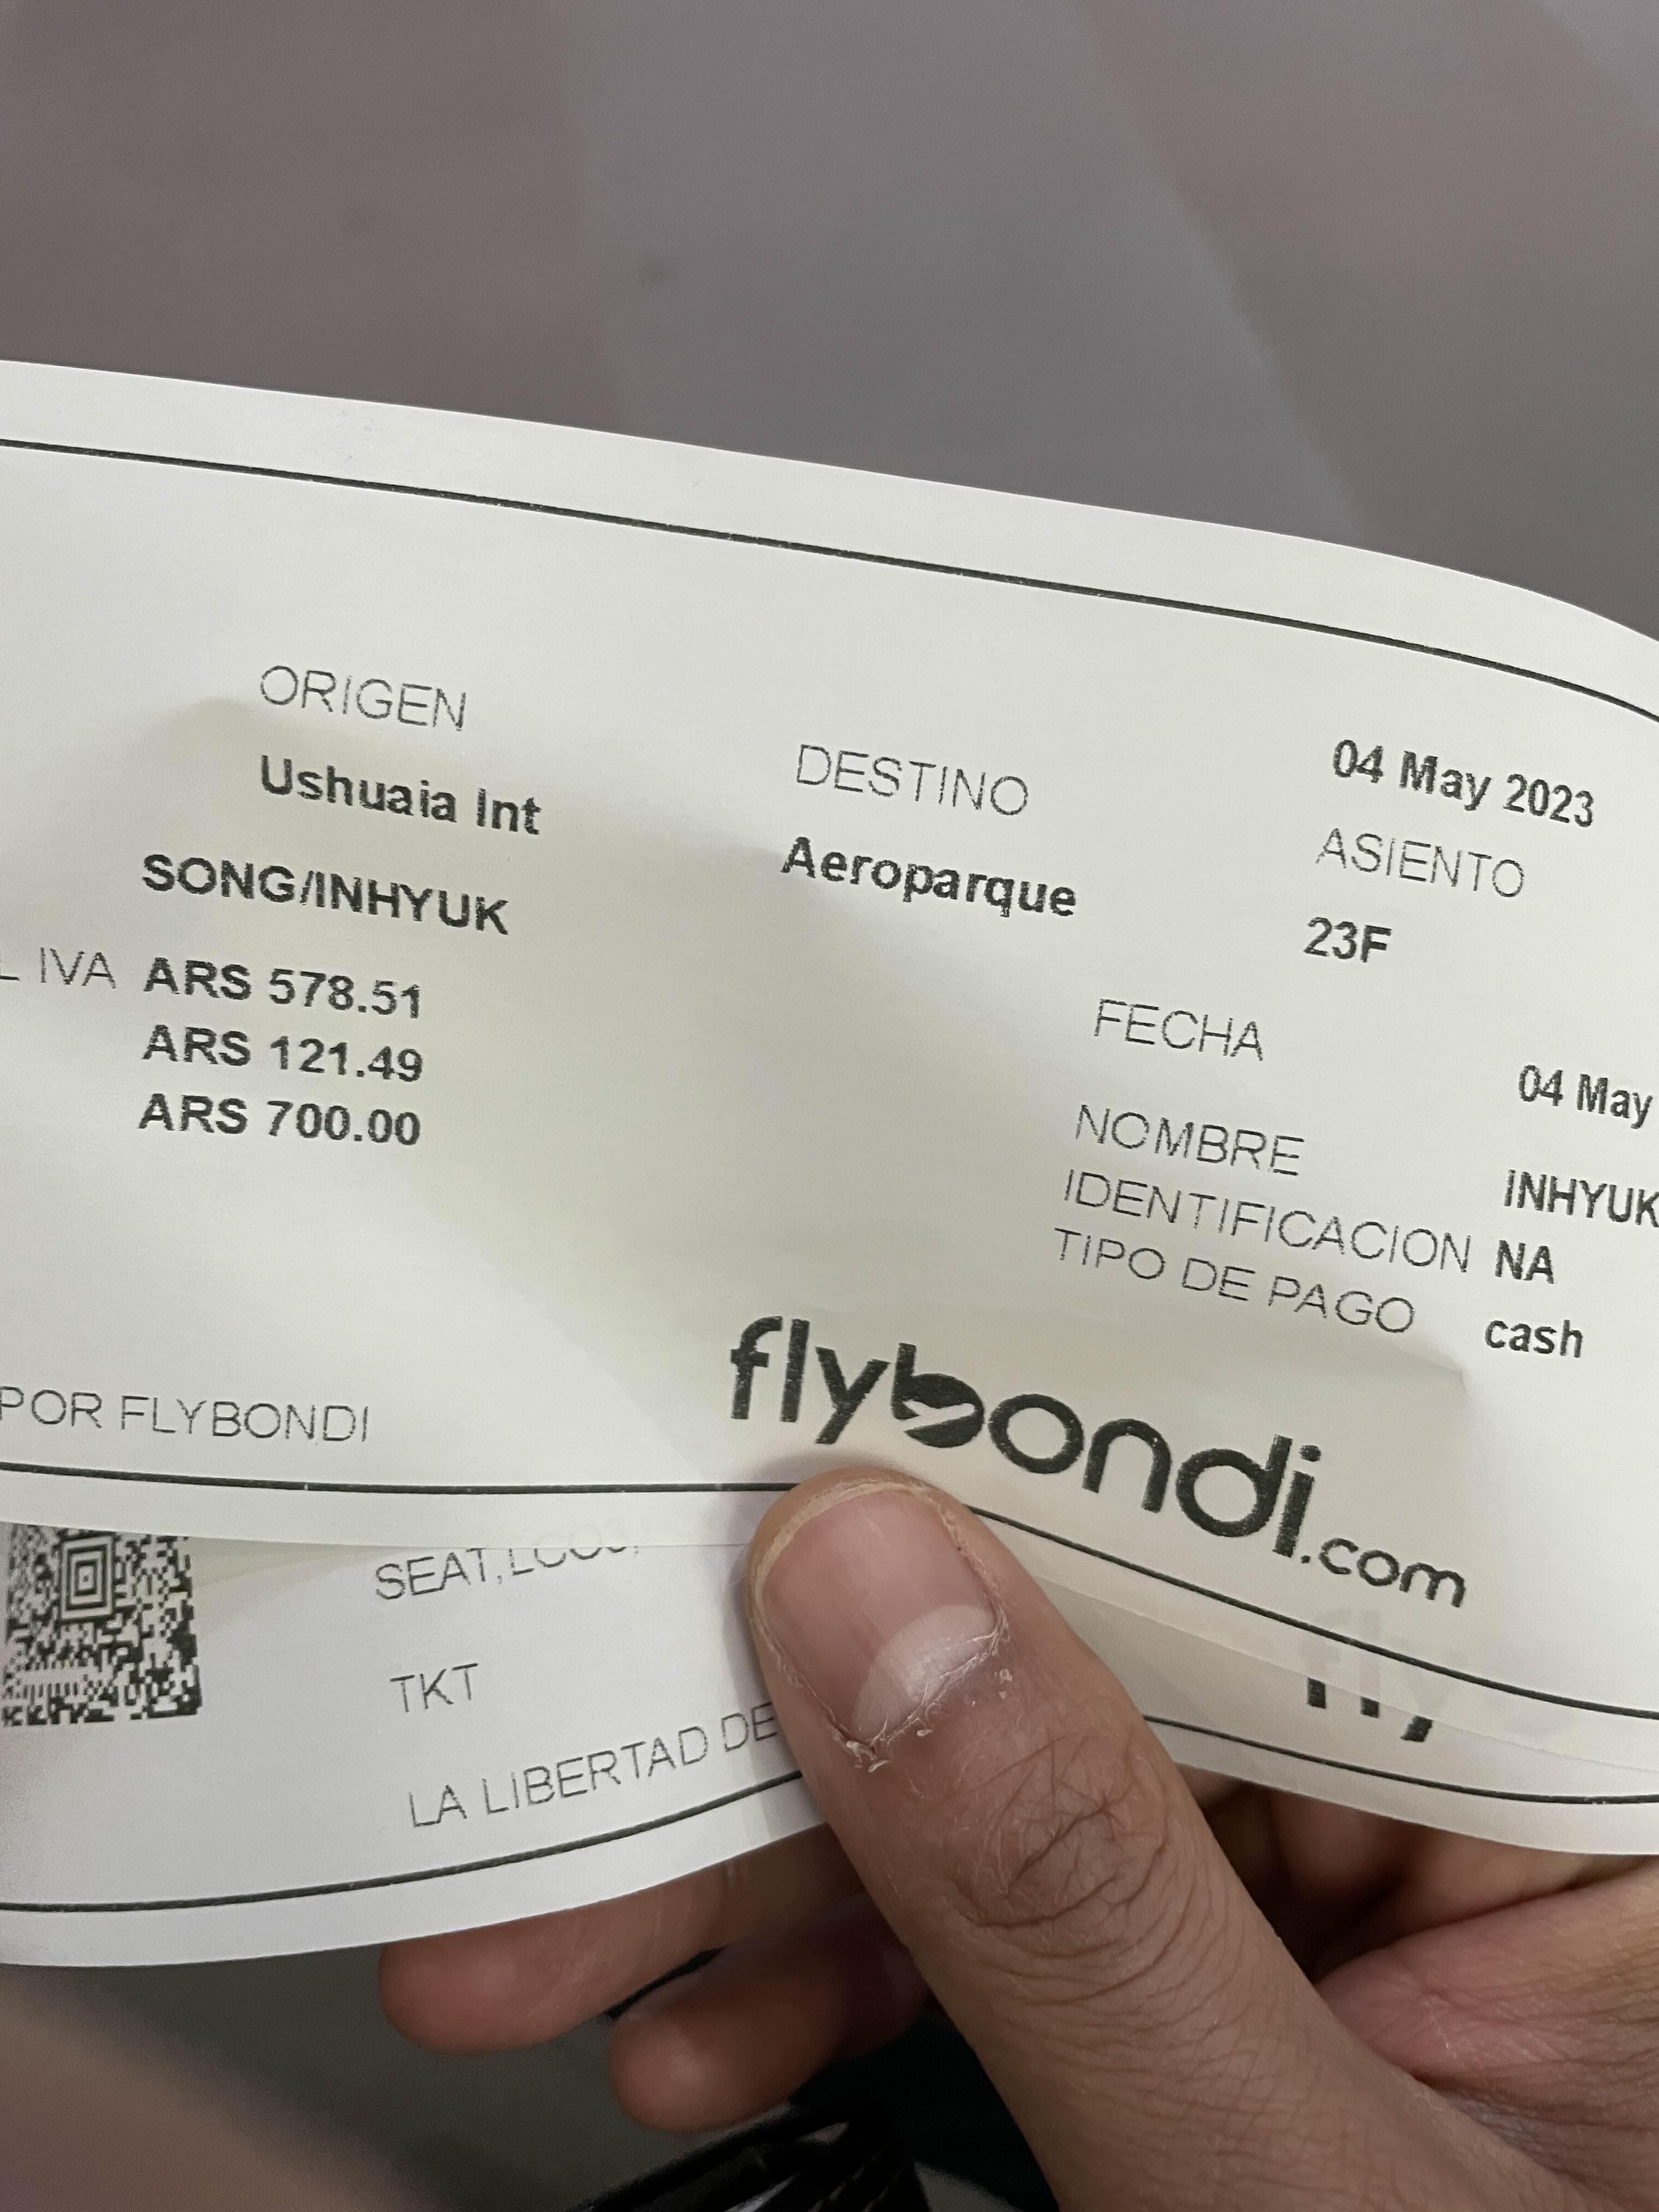 ORIGEN
Ushuaia Int
DESTINO
Aeroparque
04 May 2023
ASIENTO
23F
SONG/INHYUK
L IVA ARS 578.51
ARS 121.49
ARS 700.00
FECHA 04 May
NOMBRE INHYUK
IDENTIFICACION NA
TIPO DE PAGO cash
POR FLYBONDI
flybondi.com
SEAT,
TKT
LA LIBERTAD DE